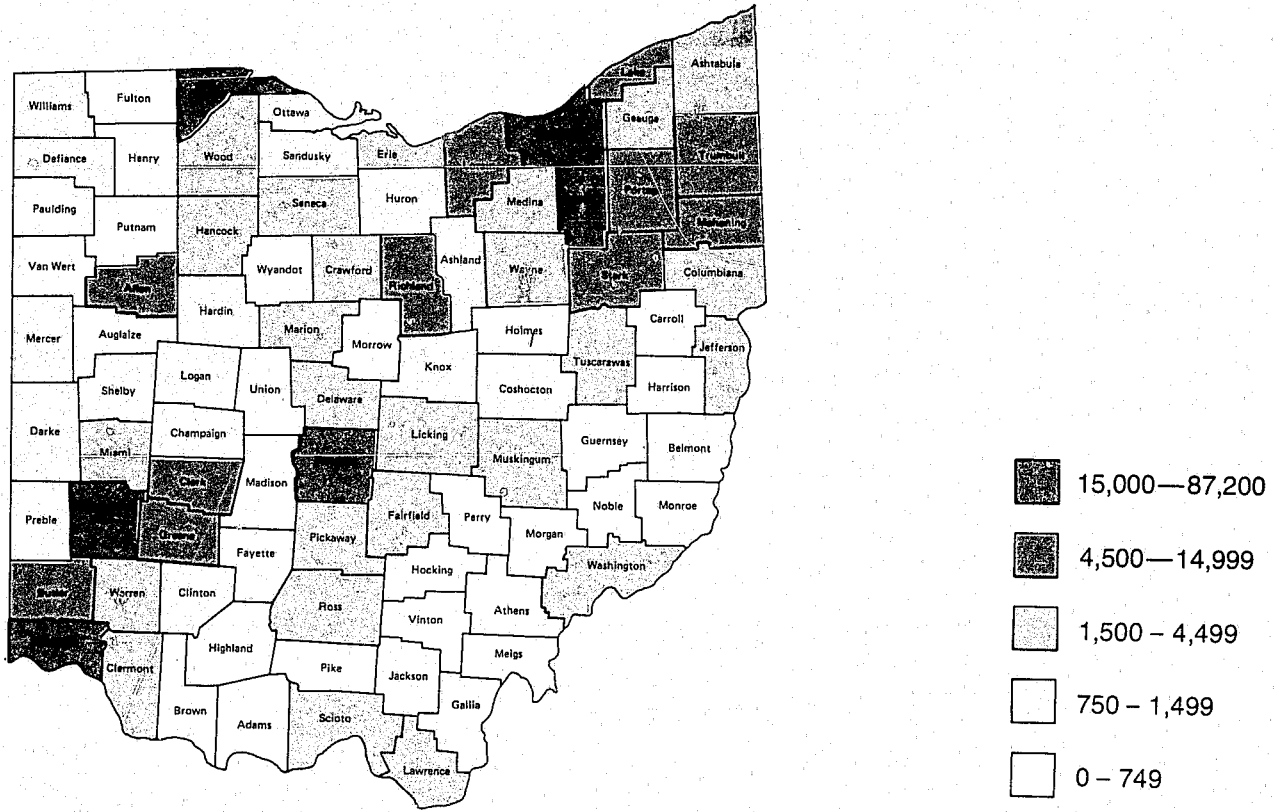 Ashtabula
Lake
Williams
Fulton
Ottawa
Geauga
Defiance
Henry
Wood
Sandusky
Erie
Trumbull
Paulding
Seneca
Huron
Medina
Portage
Putnam
Hancock
Mahoning
Van Wert
Allen
Wyandot
Crawford
Richland
Ashland
Wayne
Stark
Columbiana
Mercer
Auglaize
Hardin
Marion
Morrow
Holmes
Carroll
Jefferson
Shelby
Logan
Union
Knox
Tuscarawas
Coshocton
Harrison
Delaware
Darke
Miami
Champaign
Licking
Muskingum
Guernsey
Belmont
Clark
Madison
Preble
Greene
Fayette
Pickaway
Fairfield
Perry
Morgan
Noble
Monroe
Washington
Butler
Warren
Clinton
Ross
Hocking
Vinton
Athens
Highland
Pike
Jackson
Meigs
Clermont
Brown
Adams
Scioto
Gallia
Lawrence
15,000—87,200
4,500—14,999
1,500 – 4,499
750 – 1,499
0 – 749